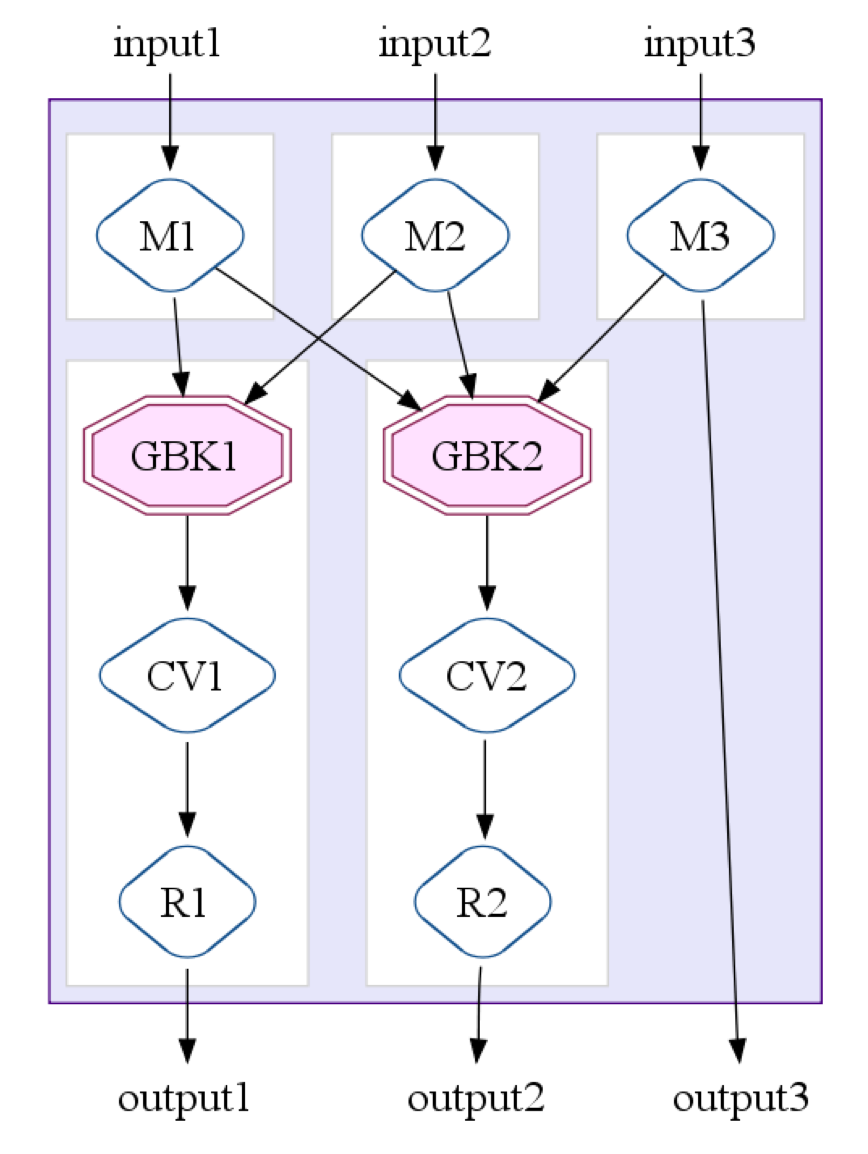 input1 input2 input3
M1 M2 M3
GBK1 GBK2
CV1 CV2
R1 R2
output1 output2 output3